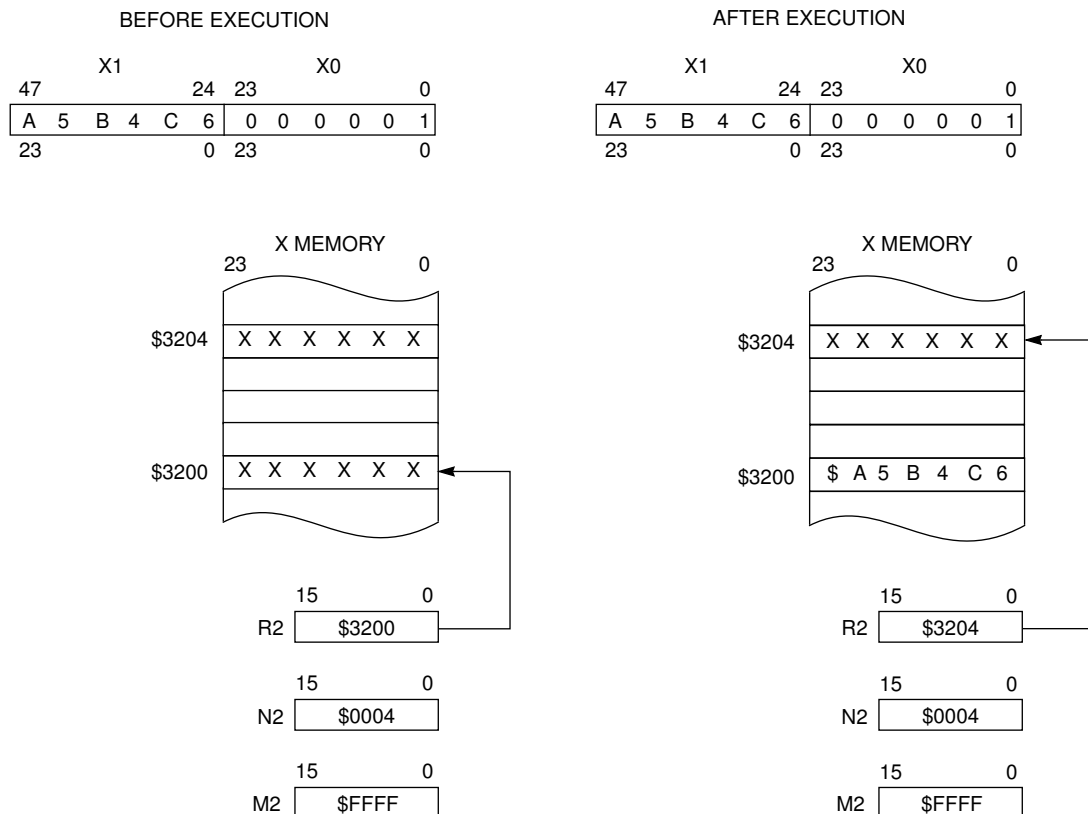 BEFORE EXECUTION
X1 X0
47 24 23 0
A 5 B 4 C 6 0 0 0 0 0 1
23 0 23 0
X MEMORY
23 0
$3204 X X X X X X
$3200 X X X X X X
15 0
R2 $3200
15 0
N2 $0004
15 0
M2 $FFFF
AFTER EXECUTION
X1 X0
47 24 23 0
A 5 B 4 C 6 0 0 0 0 0 1
23 0 23 0
X MEMORY
23 0
$3204 X X X X X X
$3200 $ A 5 B 4 C 6
15 0
R2 $3204
15 0
N2 $0004
15 0
M2 $FFFF